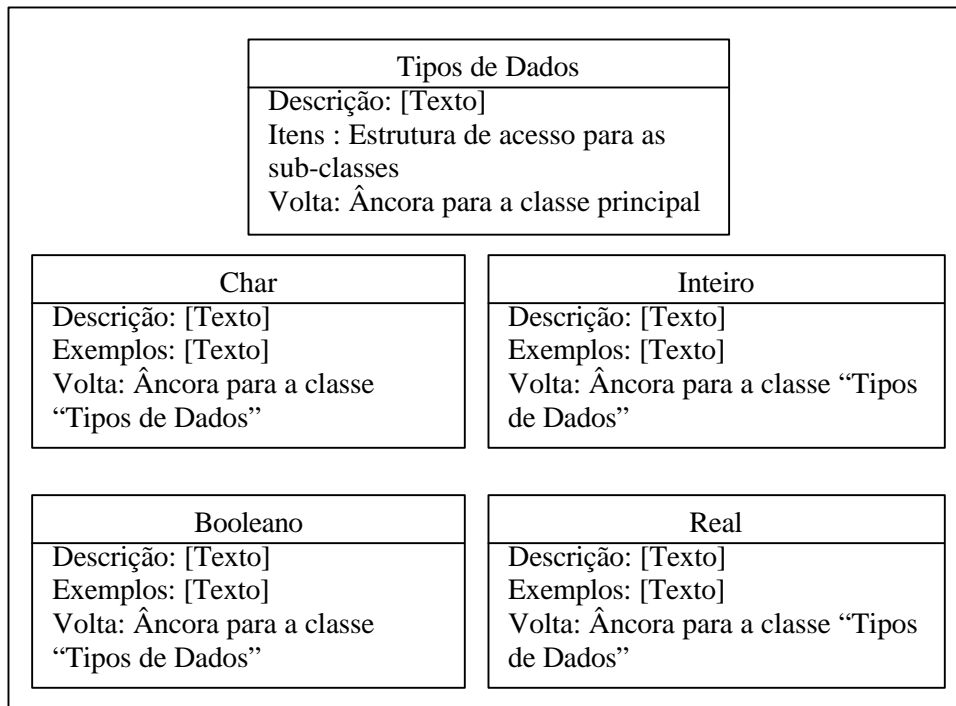 Tipos de Dados
Descrição: [Texto]
Itens : Estrutura de acesso para as
sub-classes
Volta: Âncora para a classe principal
Char
Descrição: [Texto]
Exemplos: [Texto]
Volta: Âncora para a classe
“Tipos de Dados”
Inteiro
Descrição: [Texto]
Exemplos: [Texto]
Volta: Âncora para a classe “Tipos
de Dados”
Booleano
Descrição: [Texto]
Exemplos: [Texto]
Volta: Âncora para a classe
“Tipos de Dados”
Real
Descrição: [Texto]
Exemplos: [Texto]
Volta: Âncora para a classe “Tipos
de Dados”